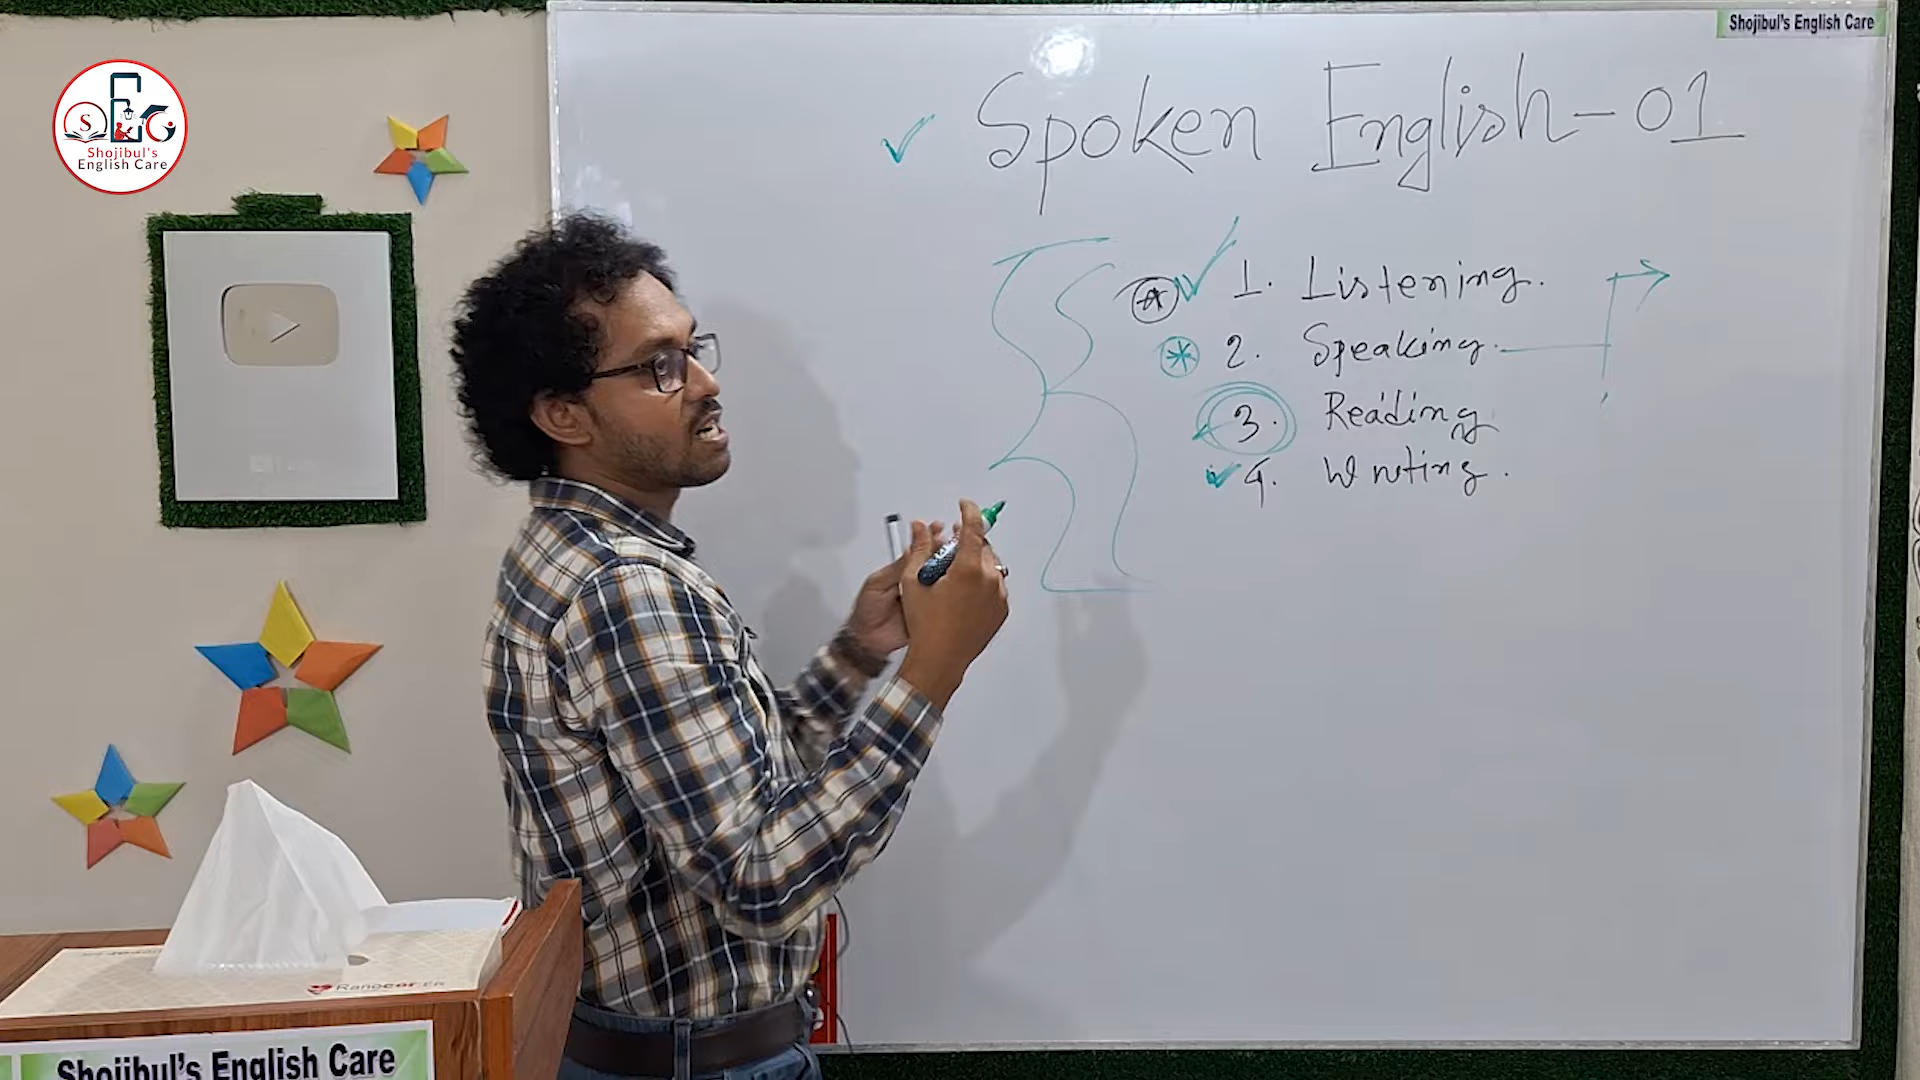 Shojibul's English Care
Spoken English-01
S E C
Shojibul's
English Care
1. Listening.
2. Speaking.
3. Reading
4. Writing.
Shojibul's English Care